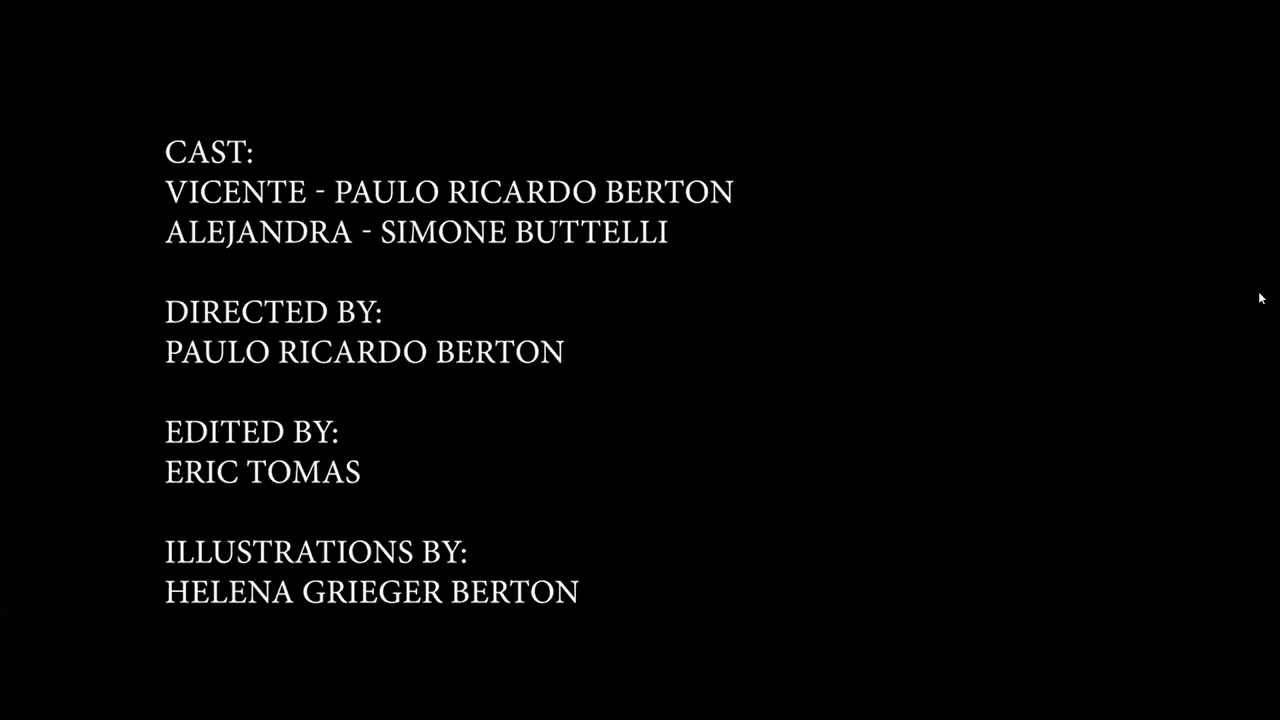 CAST:
VICENTE - PAULO RICARDO BERTON
ALEJANDRA - SIMONE BUTTELLI
DIRECTED BY:
PAULO RICARDO BERTON
EDITED BY:
ERIC TOMAS
ILLUSTRATIONS BY:
HELENA GRIEGER BERTON